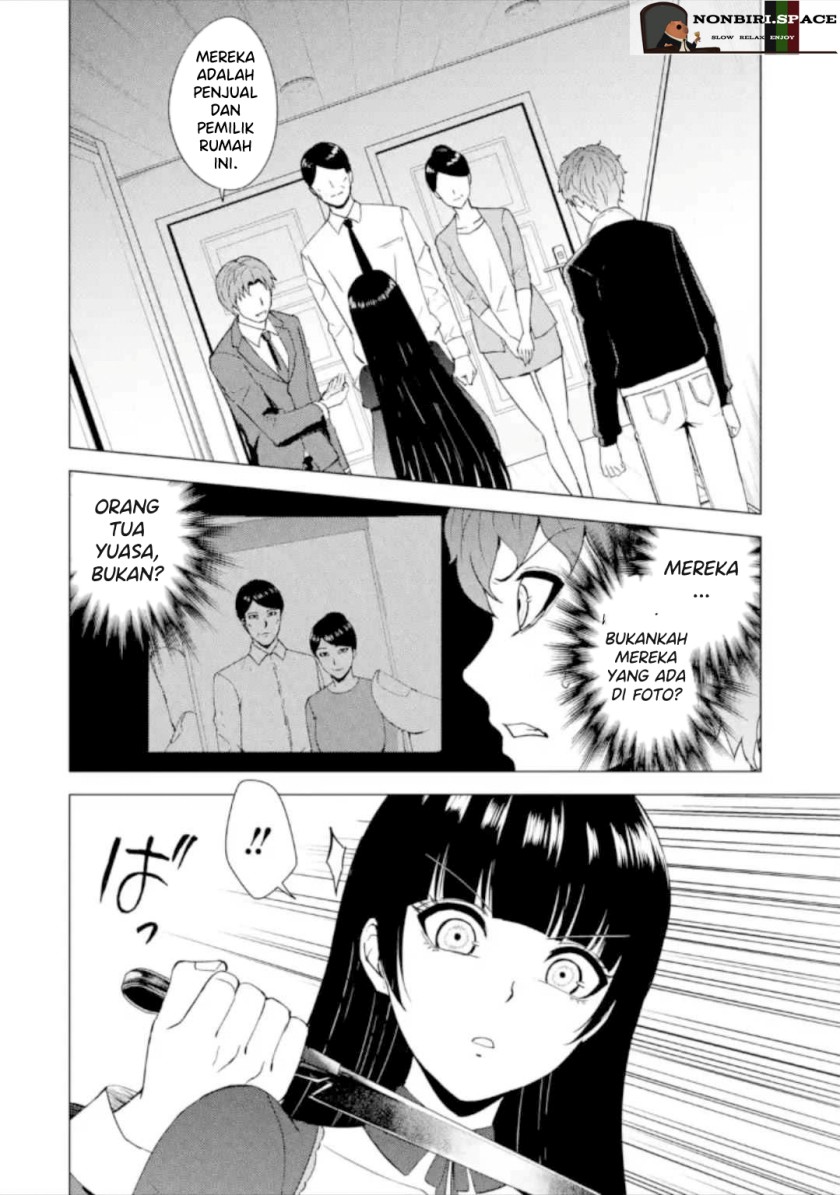 NONBIRI.SPACE
SLOW RELAX ENJOY
MEREKA
ADALAH
PENJUAL
DAN
PEMILIK
RUMAH
INI.
ORANG
TUA
YUASA,
BUKAN?
MEREKA
...
BUKANKAH
MEREKA
YANG ADA
DI FOTO?
!!
ばっ